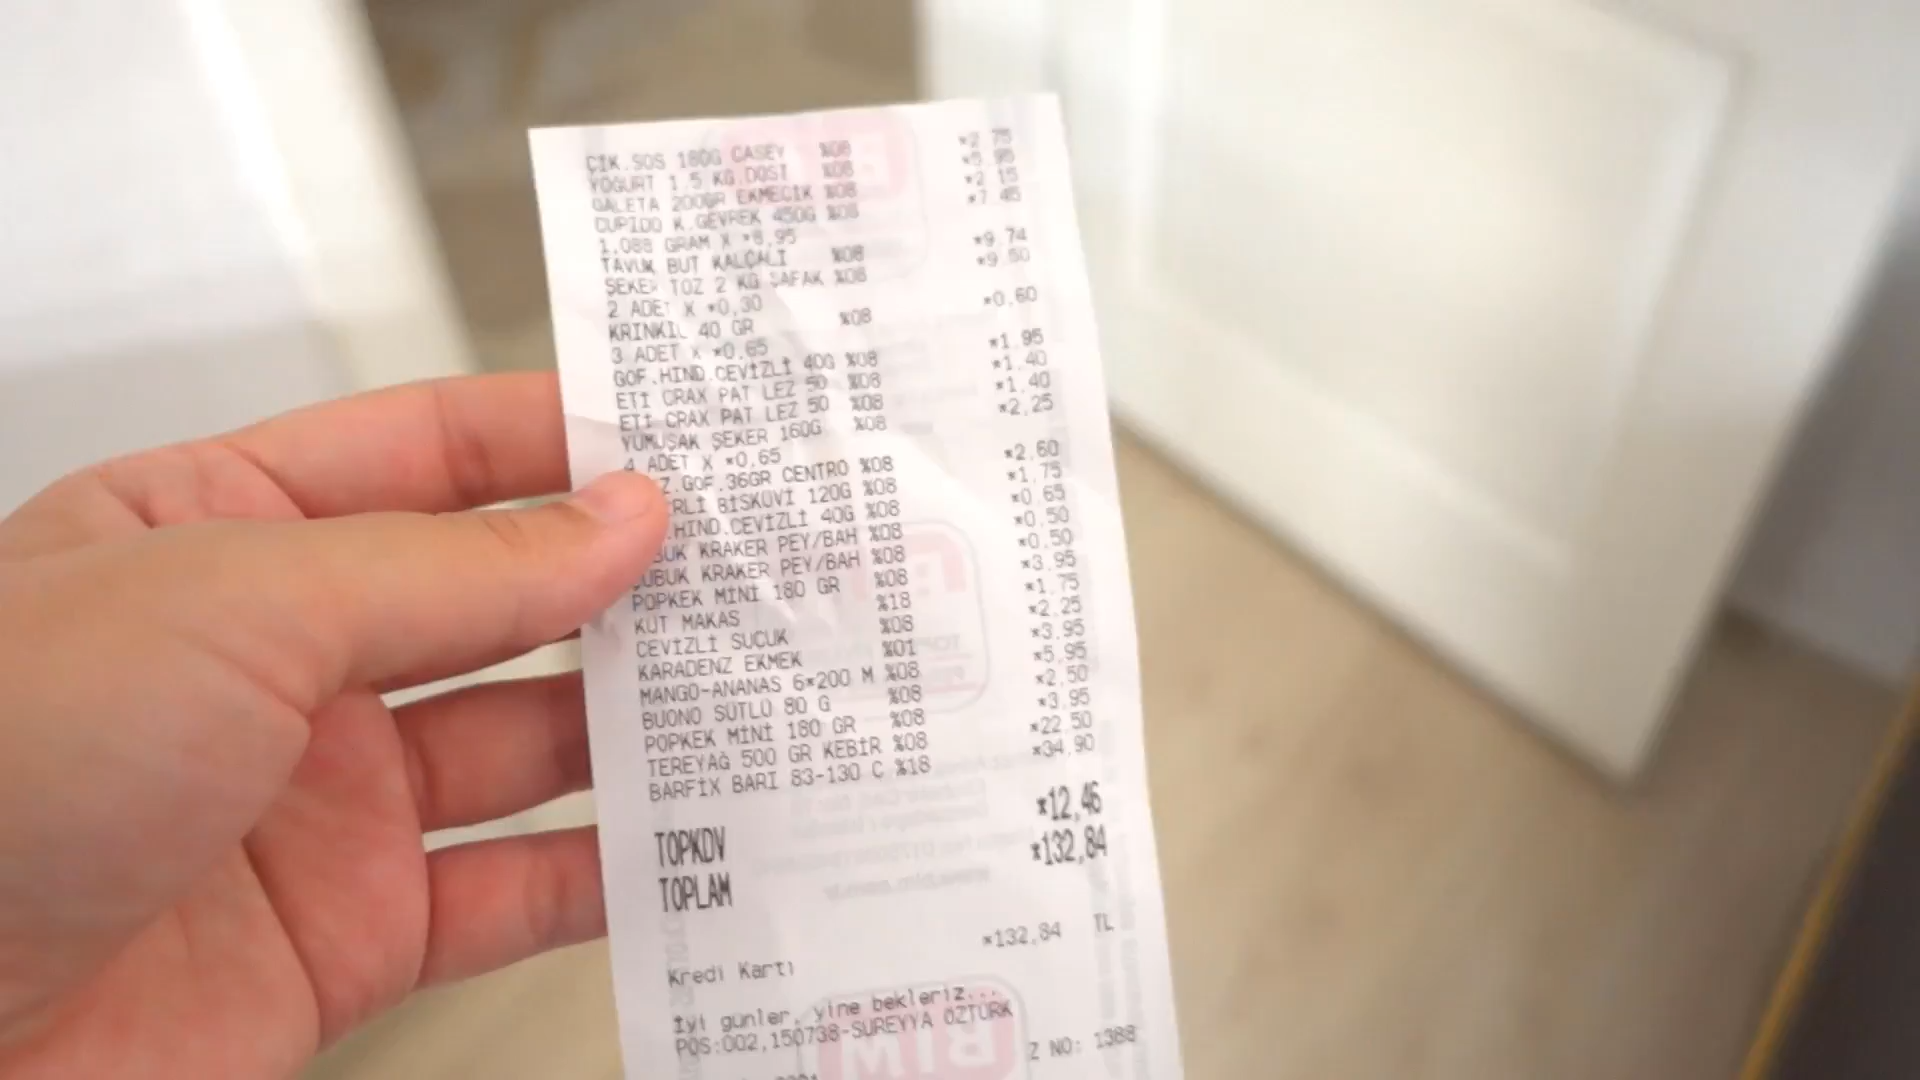 ÇİK.SOS 180G CASEY %08 *2,75
YOĞURT 1,5 KG DOST %08 *5,95
GALETA 200GR EKMECİK %08 *2,15
CUPIDO K.GEVREK 450G %08 *7,45
1,088 GRAM X *8,95
TAVUK BUT KALÇALI %08 *9,74
ŞEKER TOZ 2 KG ŞAFAK %08 *9,50
2 ADET X *0,30
KRİNKIL 40 GR %08 *0,60
3 ADET X *0,65
GOF.HIND.CEVİZLİ 40G %08 *1,95
ETİ CRAX PAT LEZ 50 %08 *1,40
ETİ CRAX PAT LEZ 50 %08 *1,40
YUMUŞAK ŞEKER 160G %08 *2,25
4 ADET X *0,65
Z.GOF.36GR CENTRO %08 *2,60
ERLİ BİSKÜVİ 120G %08 *1,75
.HIND.CEVİZLİ 40G %08 *0,65
BUK KRAKER PEY/BAH %08 *0,50
UBUK KRAKER PEY/BAH %08 *0,50
POPKEK MİNİ 180 GR %08 *3,95
KUT MAKAS %18 *1,75
CEVİZLİ SUCUK %08 *2,25
KARADENZ EKMEK %01 *3,95
MANGO-ANANAS 6*200 M %08 *5,95
BUONO SÜTLÜ 80 G %08 *2,50
POPKEK MİNİ 180 GR %08 *3,95
TEREYAĞ 500 GR KEBİR %08 *22,50
BARFİX BARI 83-130 C %18 *34,90
TOPKDV *12,46
TOPLAM *132,84
*132,84 TL
Kredi Kartı
İyi günler, yine bekleriz...
POS:002,150738-SUREYYA ÖZTÜRK
Z NO: 1388